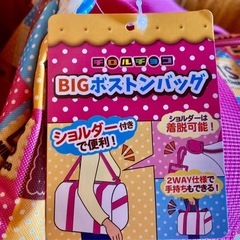 チロルチョコ
BIGボストンバッグ
ショルダー付き
で便利!
ショルダーは
着脱可能!
2WAY仕様で
手持ちもできる!